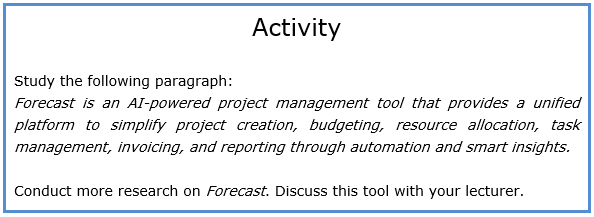 Activity
Study the following paragraph:
Forecast is an AI-powered project management tool that provides a unified
platform to simplify project creation, budgeting, resource allocation, task
management, invoicing, and reporting through automation and smart insights.
Conduct more research on Forecast. Discuss this tool with your lecturer.